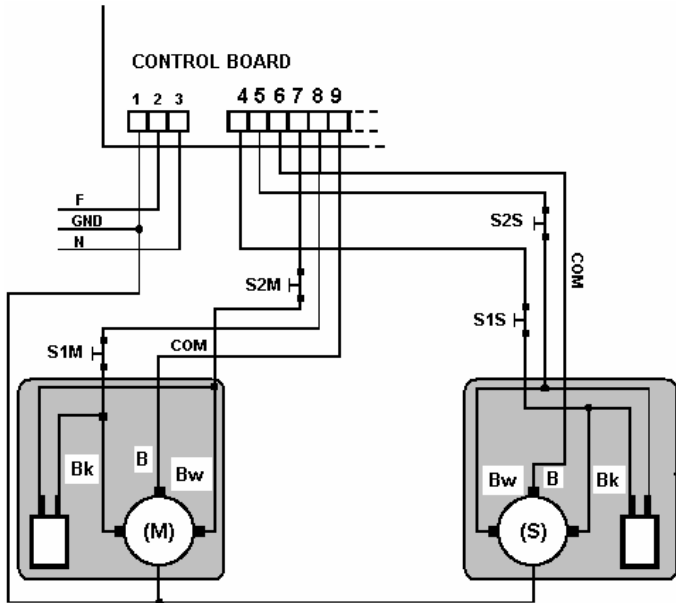 CONTROL BOARD
1 2 3 4 5 6 7 8 9
F
GND
N
S2S
COM
S2M
S1S
S1M
COM
Bk
B
Bw
Bw
B
Bk
(M)
(S)